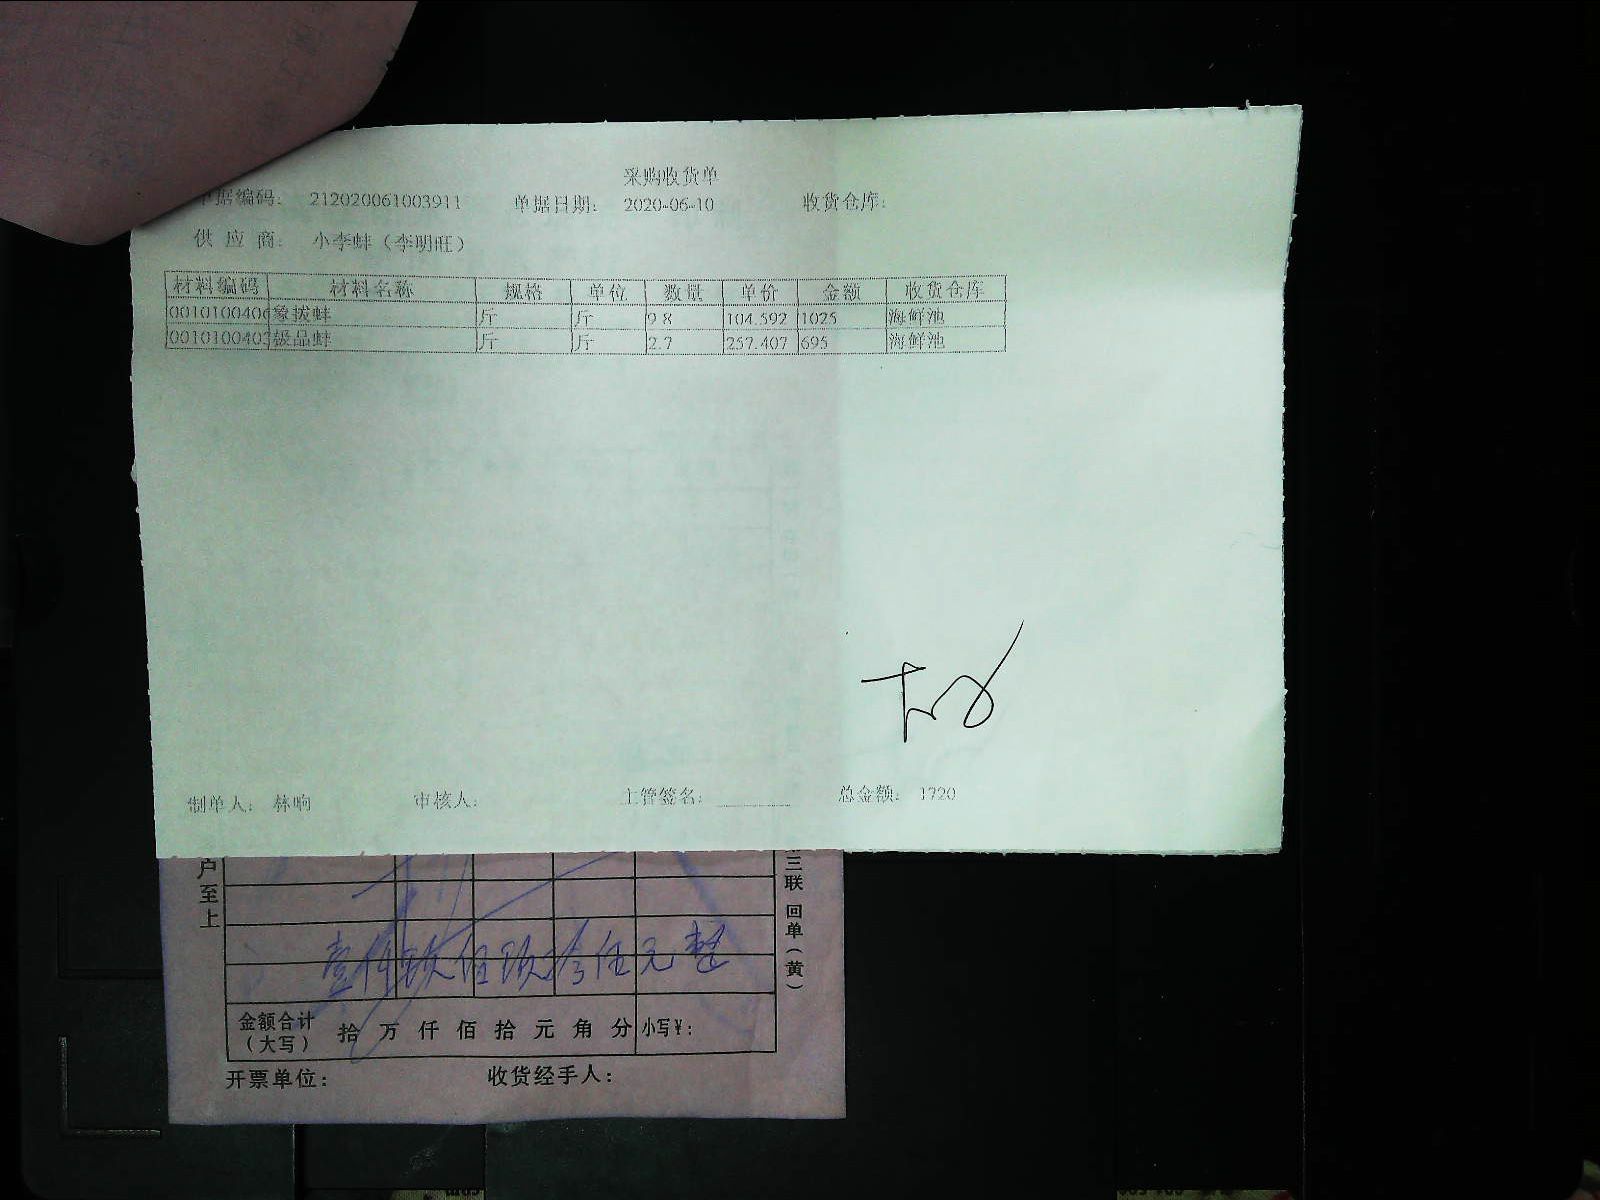 采购收货单
单据编码: 212020061003911 单据日期: 2020-06-10 收货仓库:
供应商: 小李蚌（李明旺）
材料编码 材料名称 规格 单位 数量 单价 金额 收货仓库
0010100406 象拔蚌 斤 斤 9.8 104.592 1025 海鲜池
001010040 极品蚌 斤 斤 2.7 257.407 695 海鲜池
制单人: 林响 审核人: 主管签名: 总金额: 1720
户至上
三联 回单（黄）
元整
金额合计（大写） 拾 万 仟 佰 拾 元 角 分 小写¥:
开票单位: 收货经手人: